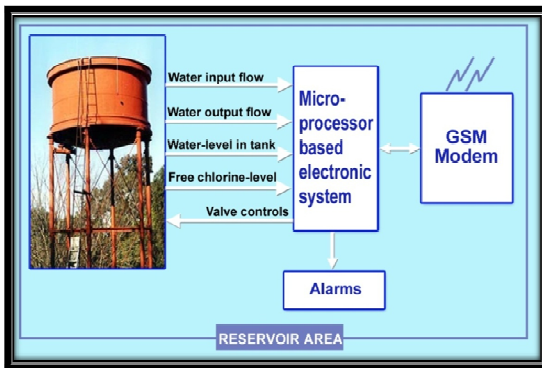 Water input flow
Water output flow
Water-level in tank
Free chlorine-level
Valve controls
Micro-
processor
based
electronic
system
GSM
Modem
Alarms
RESERVOIR AREA